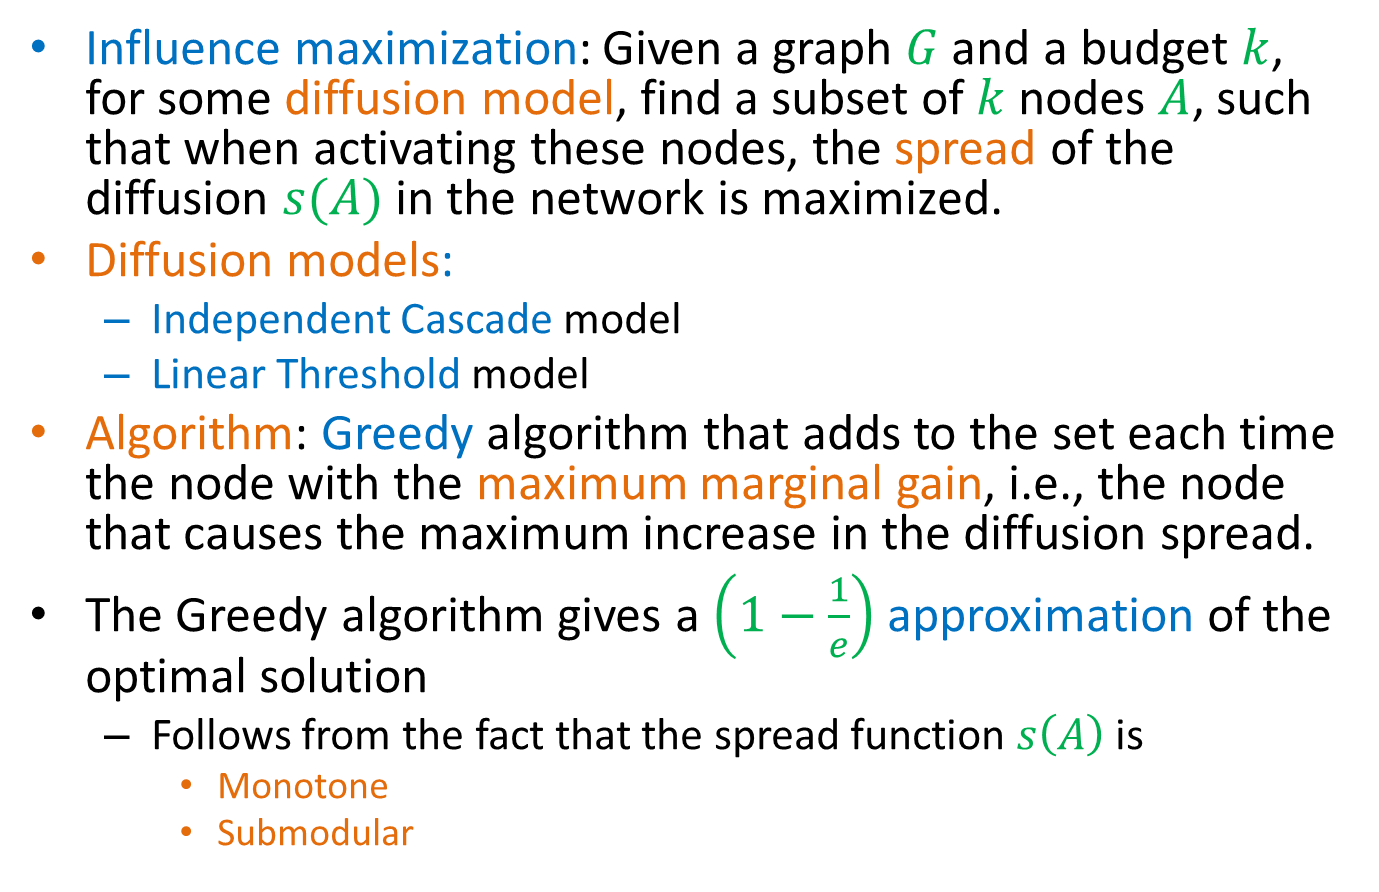 • Influence maximization: Given a graph G and a budget k,
for some diffusion model, find a subset of k nodes A, such
that when activating these nodes, the spread of the
diffusion s(A) in the network is maximized.
• Diffusion models:
– Independent Cascade model
– Linear Threshold model
• Algorithm: Greedy algorithm that adds to the set each time
the node with the maximum marginal gain, i.e., the node
that causes the maximum increase in the diffusion spread.
• The Greedy algorithm gives a (1 − 1/e) approximation of the
optimal solution
– Follows from the fact that the spread function s(A) is
• Monotone
• Submodular